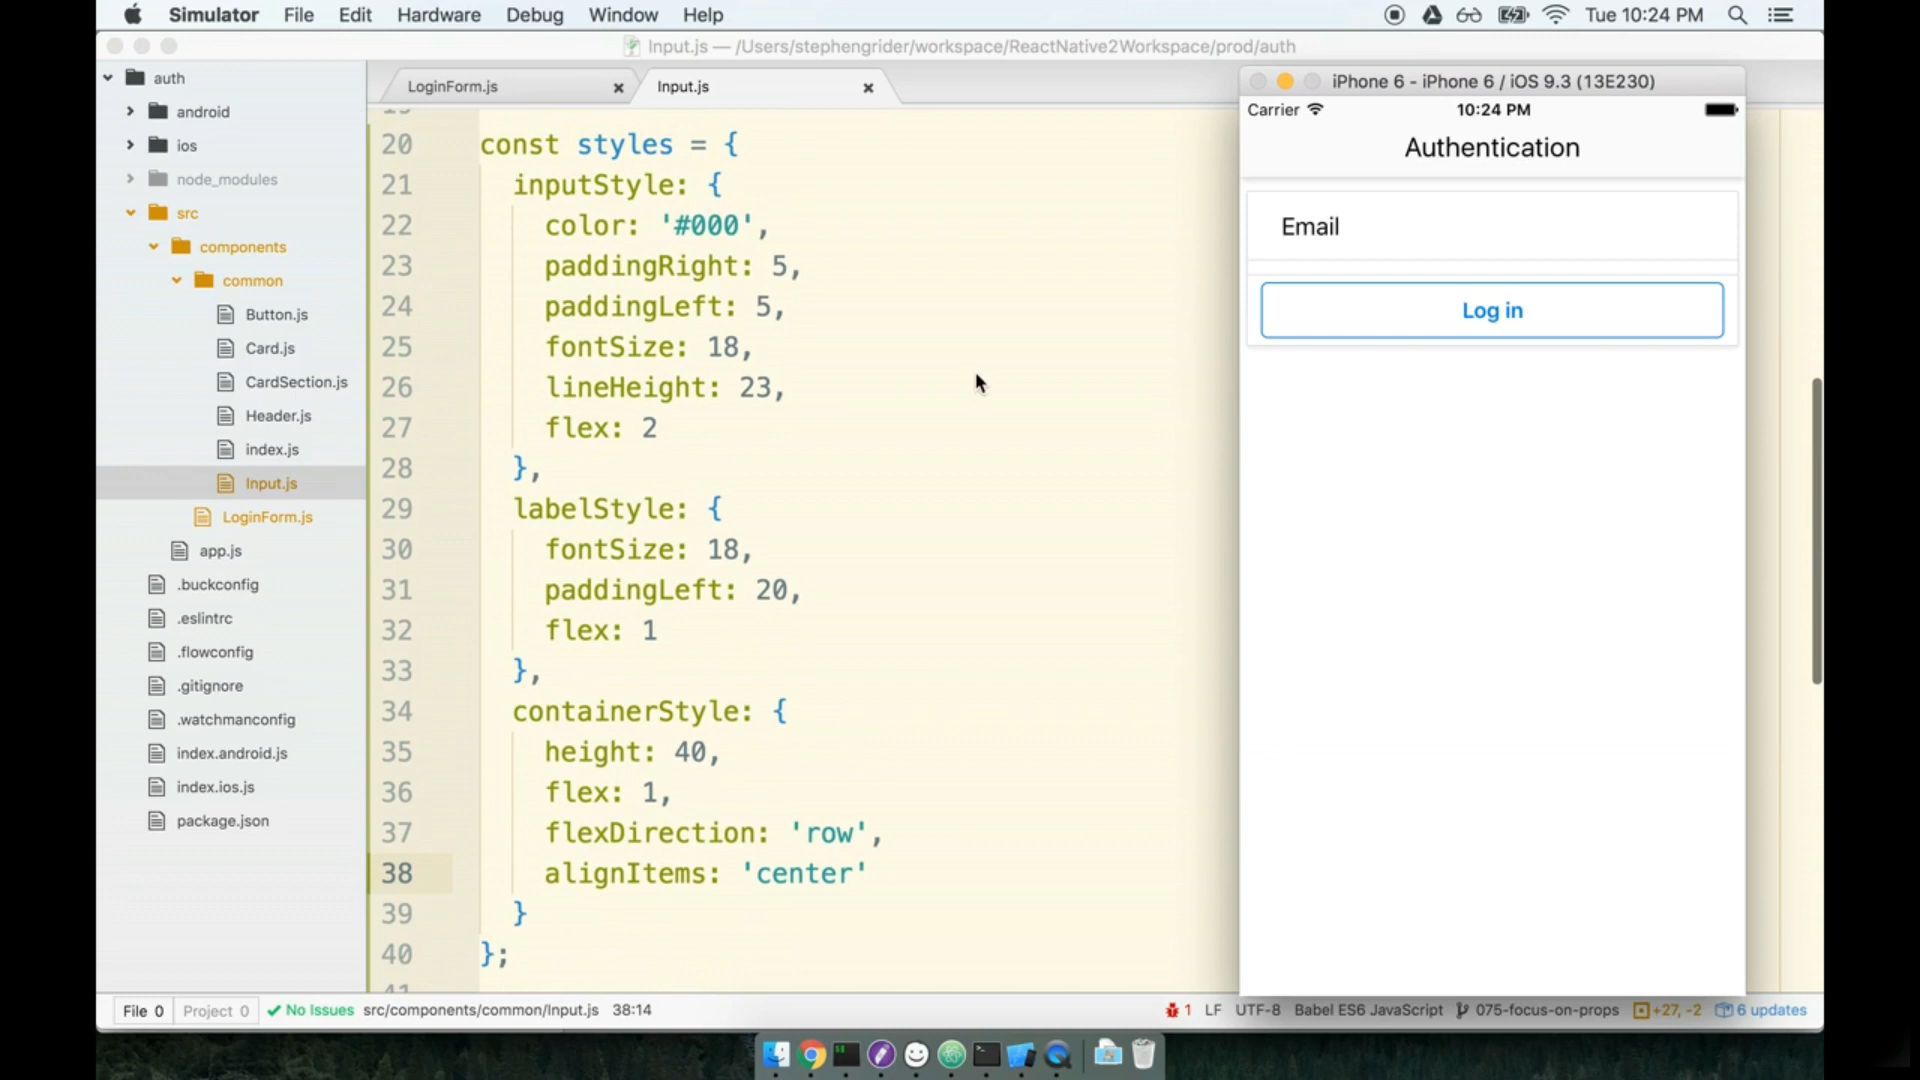 Simulator File Edit Hardware Debug Window Help Tue 10:24 PM
Input.js — /Users/stephengrider/workspace/ReactNative2Workspace/prod/auth
auth
android
ios
node_modules
src
components
common
Button.js
Card.js
CardSection.js
Header.js
index.js
Input.js
LoginForm.js
app.js
.buckconfig
.eslintrc
.flowconfig
.gitignore
.watchmanconfig
index.android.js
index.ios.js
package.json
LoginForm.js Input.js
20 const styles = {
21 inputStyle: {
22 color: '#000',
23 paddingRight: 5,
24 paddingLeft: 5,
25 fontSize: 18,
26 lineHeight: 23,
27 flex: 2
28 },
29 labelStyle: {
30 fontSize: 18,
31 paddingLeft: 20,
32 flex: 1
33 },
34 containerStyle: {
35 height: 40,
36 flex: 1,
37 flexDirection: 'row',
38 alignItems: 'center'
39 }
40 };
iPhone 6 - iPhone 6 / iOS 9.3 (13E230)
Carrier 10:24 PM
Authentication
Email
Log in
File 0 Project 0 No Issues src/components/common/Input.js 38:14 1 LF UTF-8 Babel ES6 JavaScript 075-focus-on-props +27, -2 6 updates